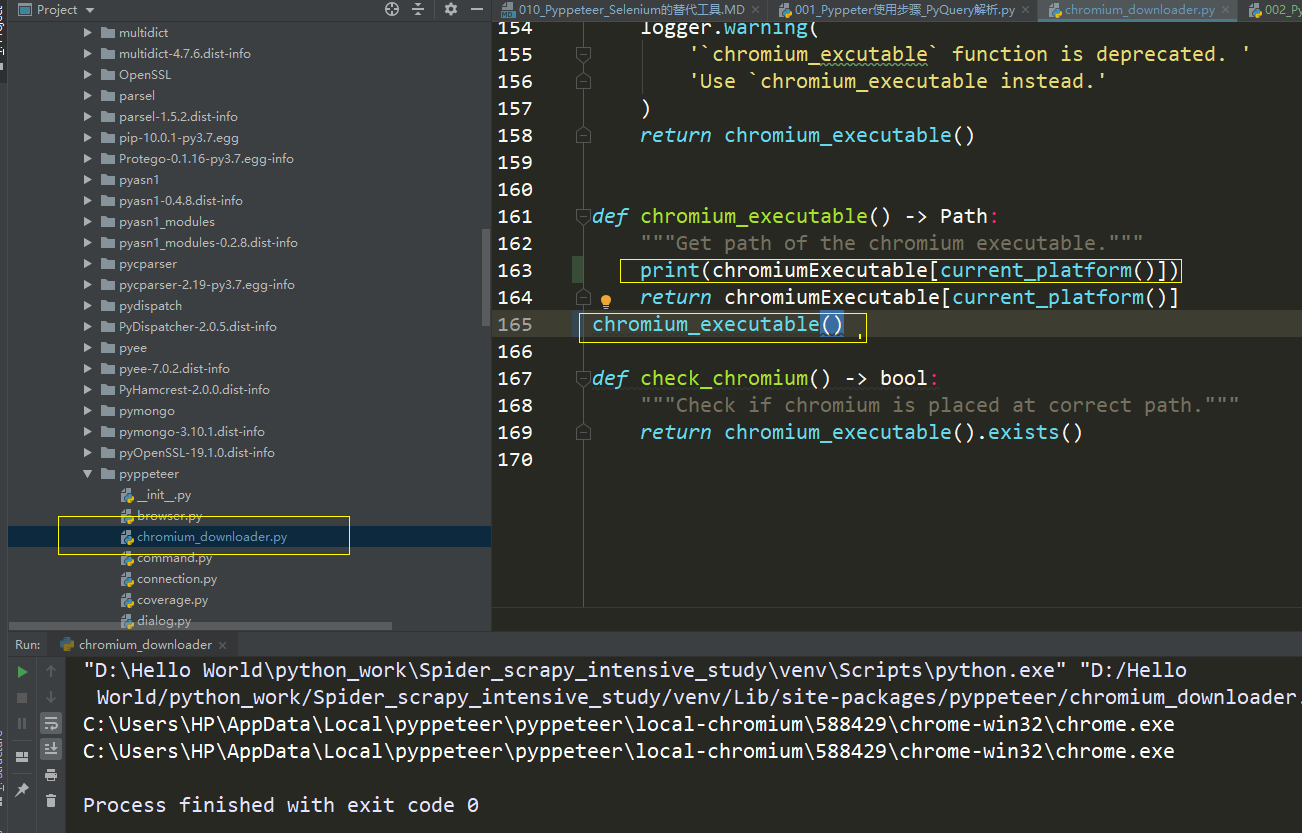 Project
010_Pyppeteer_Selenium的替代工具.MD
001_Pyppeter使用步骤_PyQuery解析.py
chromium_downloader.py
002_Py
multidict
multidict-4.7.6.dist-info
OpenSSL
parsel
parsel-1.5.2.dist-info
pip-10.0.1-py3.7.egg
Protego-0.1.16-py3.7.egg-info
pyasn1
pyasn1-0.4.8.dist-info
pyasn1_modules
pyasn1_modules-0.2.8.dist-info
pycparser
pycparser-2.19-py3.7.egg-info
pydispatch
PyDispatcher-2.0.5.dist-info
pyee
pyee-7.0.2.dist-info
PyHamcrest-2.0.0.dist-info
pymongo
pymongo-3.10.1.dist-info
pyOpenSSL-19.1.0.dist-info
pyppeteer
__init__.py
browser.py
chromium_downloader.py
command.py
connection.py
coverage.py
dialog.py
154 logger.warning(
155 '`chromium_excutable` function is deprecated. '
156 'Use `chromium_executable instead.'
157 )
158 return chromium_executable()
159
160
161 def chromium_executable() -> Path:
162 """Get path of the chromium executable."""
163 print(chromiumExecutable[current_platform()])
164 return chromiumExecutable[current_platform()]
165 chromium_executable()
166
167 def check_chromium() -> bool:
168 """Check if chromium is placed at correct path."""
169 return chromium_executable().exists()
170
Run: chromium_downloader
"D:\Hello World\python_work\Spider_scrapy_intensive_study\venv\Scripts\python.exe" "D:/Hello
World/python_work/Spider_scrapy_intensive_study/venv/Lib/site-packages/pyppeteer/chromium_downloader.
C:\Users\HP\AppData\Local\pyppeteer\pyppeteer\local-chromium\588429\chrome-win32\chrome.exe
C:\Users\HP\AppData\Local\pyppeteer\pyppeteer\local-chromium\588429\chrome-win32\chrome.exe
Process finished with exit code 0